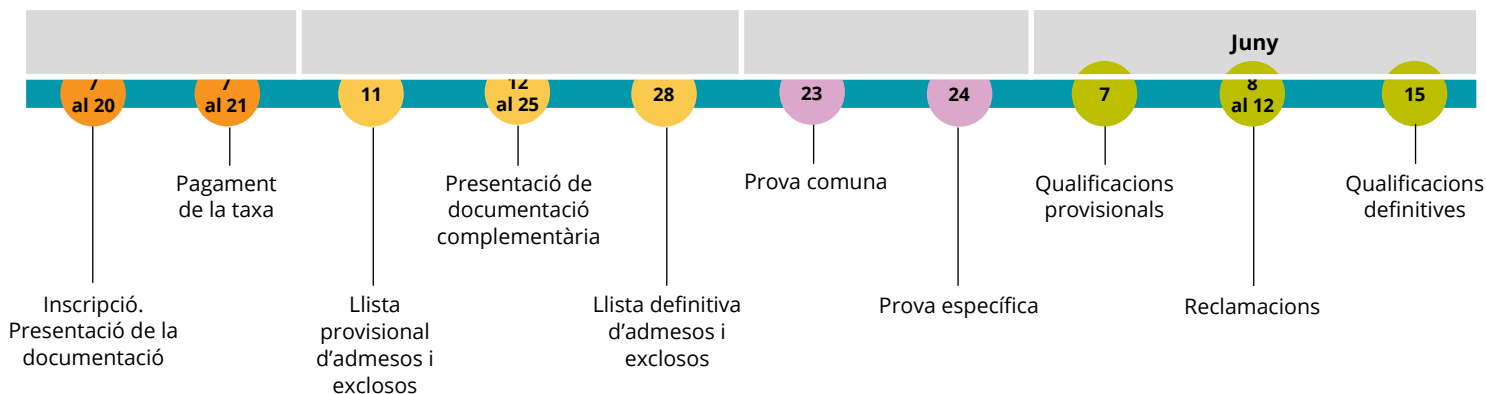 Juny
7
al 20
7
al 21
11
12
al 25
28
23
24
7
8
al 12
15
Pagament
de la taxa
Presentació de
documentació
complementària
Prova comuna
Qualificacions
provisionals
Qualificacions
definitives
Inscripció.
Presentació de la
documentació
Llista
provisional
d'admesos i
exclosos
Llista definitiva
d'admesos i
exclosos
Prova específica
Reclamacions